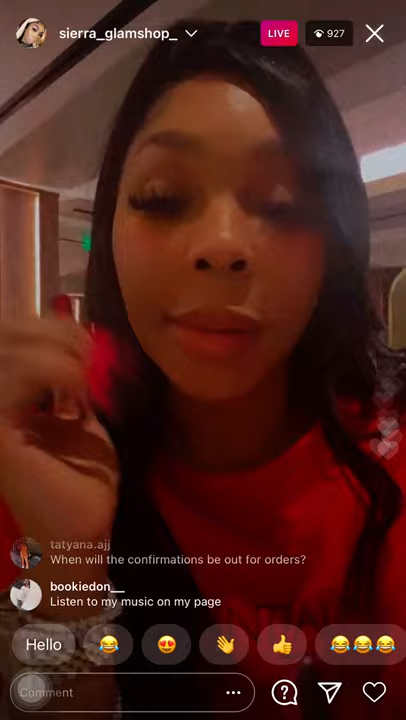 sierra_glamshop_
LIVE
927
tatyana.ajj
When will the confirmations be out for orders?
bookiedon__
Listen to my music on my page
Hello
Comment